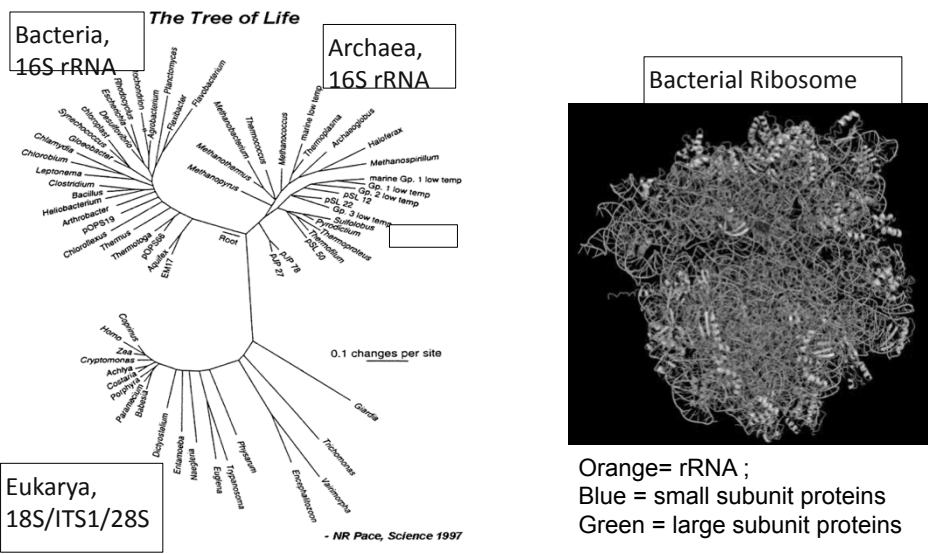 The Tree of Life
Bacteria,
16S rRNA
Archaea,
16S rRNA
Chloroflexus
pOPS19
Arthrobacter
Heliobacterium
Bacillus
Clostridium
Leptonema
Chlorobium
Chlamydia
Gloeobacter
Synechococcus
chloroplast
Desulfovibrio
Escherichia
Rhodocyclus
ochondrion
Agrobacterium
Planctomyces
Flexibacter
Flavobacterium
Thermus
Thermotoga
pOPS66
Aquifex
EM17
Root
Methanopyrus
Methanothermus
Methanobacterium
Thermococcus
Methanococcus
marine low temp
Thermoplasma
Archaeoglobus
Haloferax
Methanospirillum
marine Gp. 1 low temp
Gp. 1 low temp
Gp. 2 low temp
pSL 12
pSL 22
Gp. 3 low temp
Sulfolobus
Pyrodictium
Thermoproteus
Thermofilum
pSL 50
pJP 78
pJP 27
0.1 changes per site
Coprinus
Homo
Zea
Cryptomonas
Achlya
Costaria
Porphyra
Paramecium
Babesia
Dictyostelium
Entamoeba
Naegleria
Euglena
Trypanosoma
Physarum
Encephalitozoon
Vairimorpha
Trichomonas
Giardia
Eukarya,
18S/ITS1/28S
- NR Pace, Science 1997
Bacterial Ribosome
Orange= rRNA ;
Blue = small subunit proteins
Green = large subunit proteins